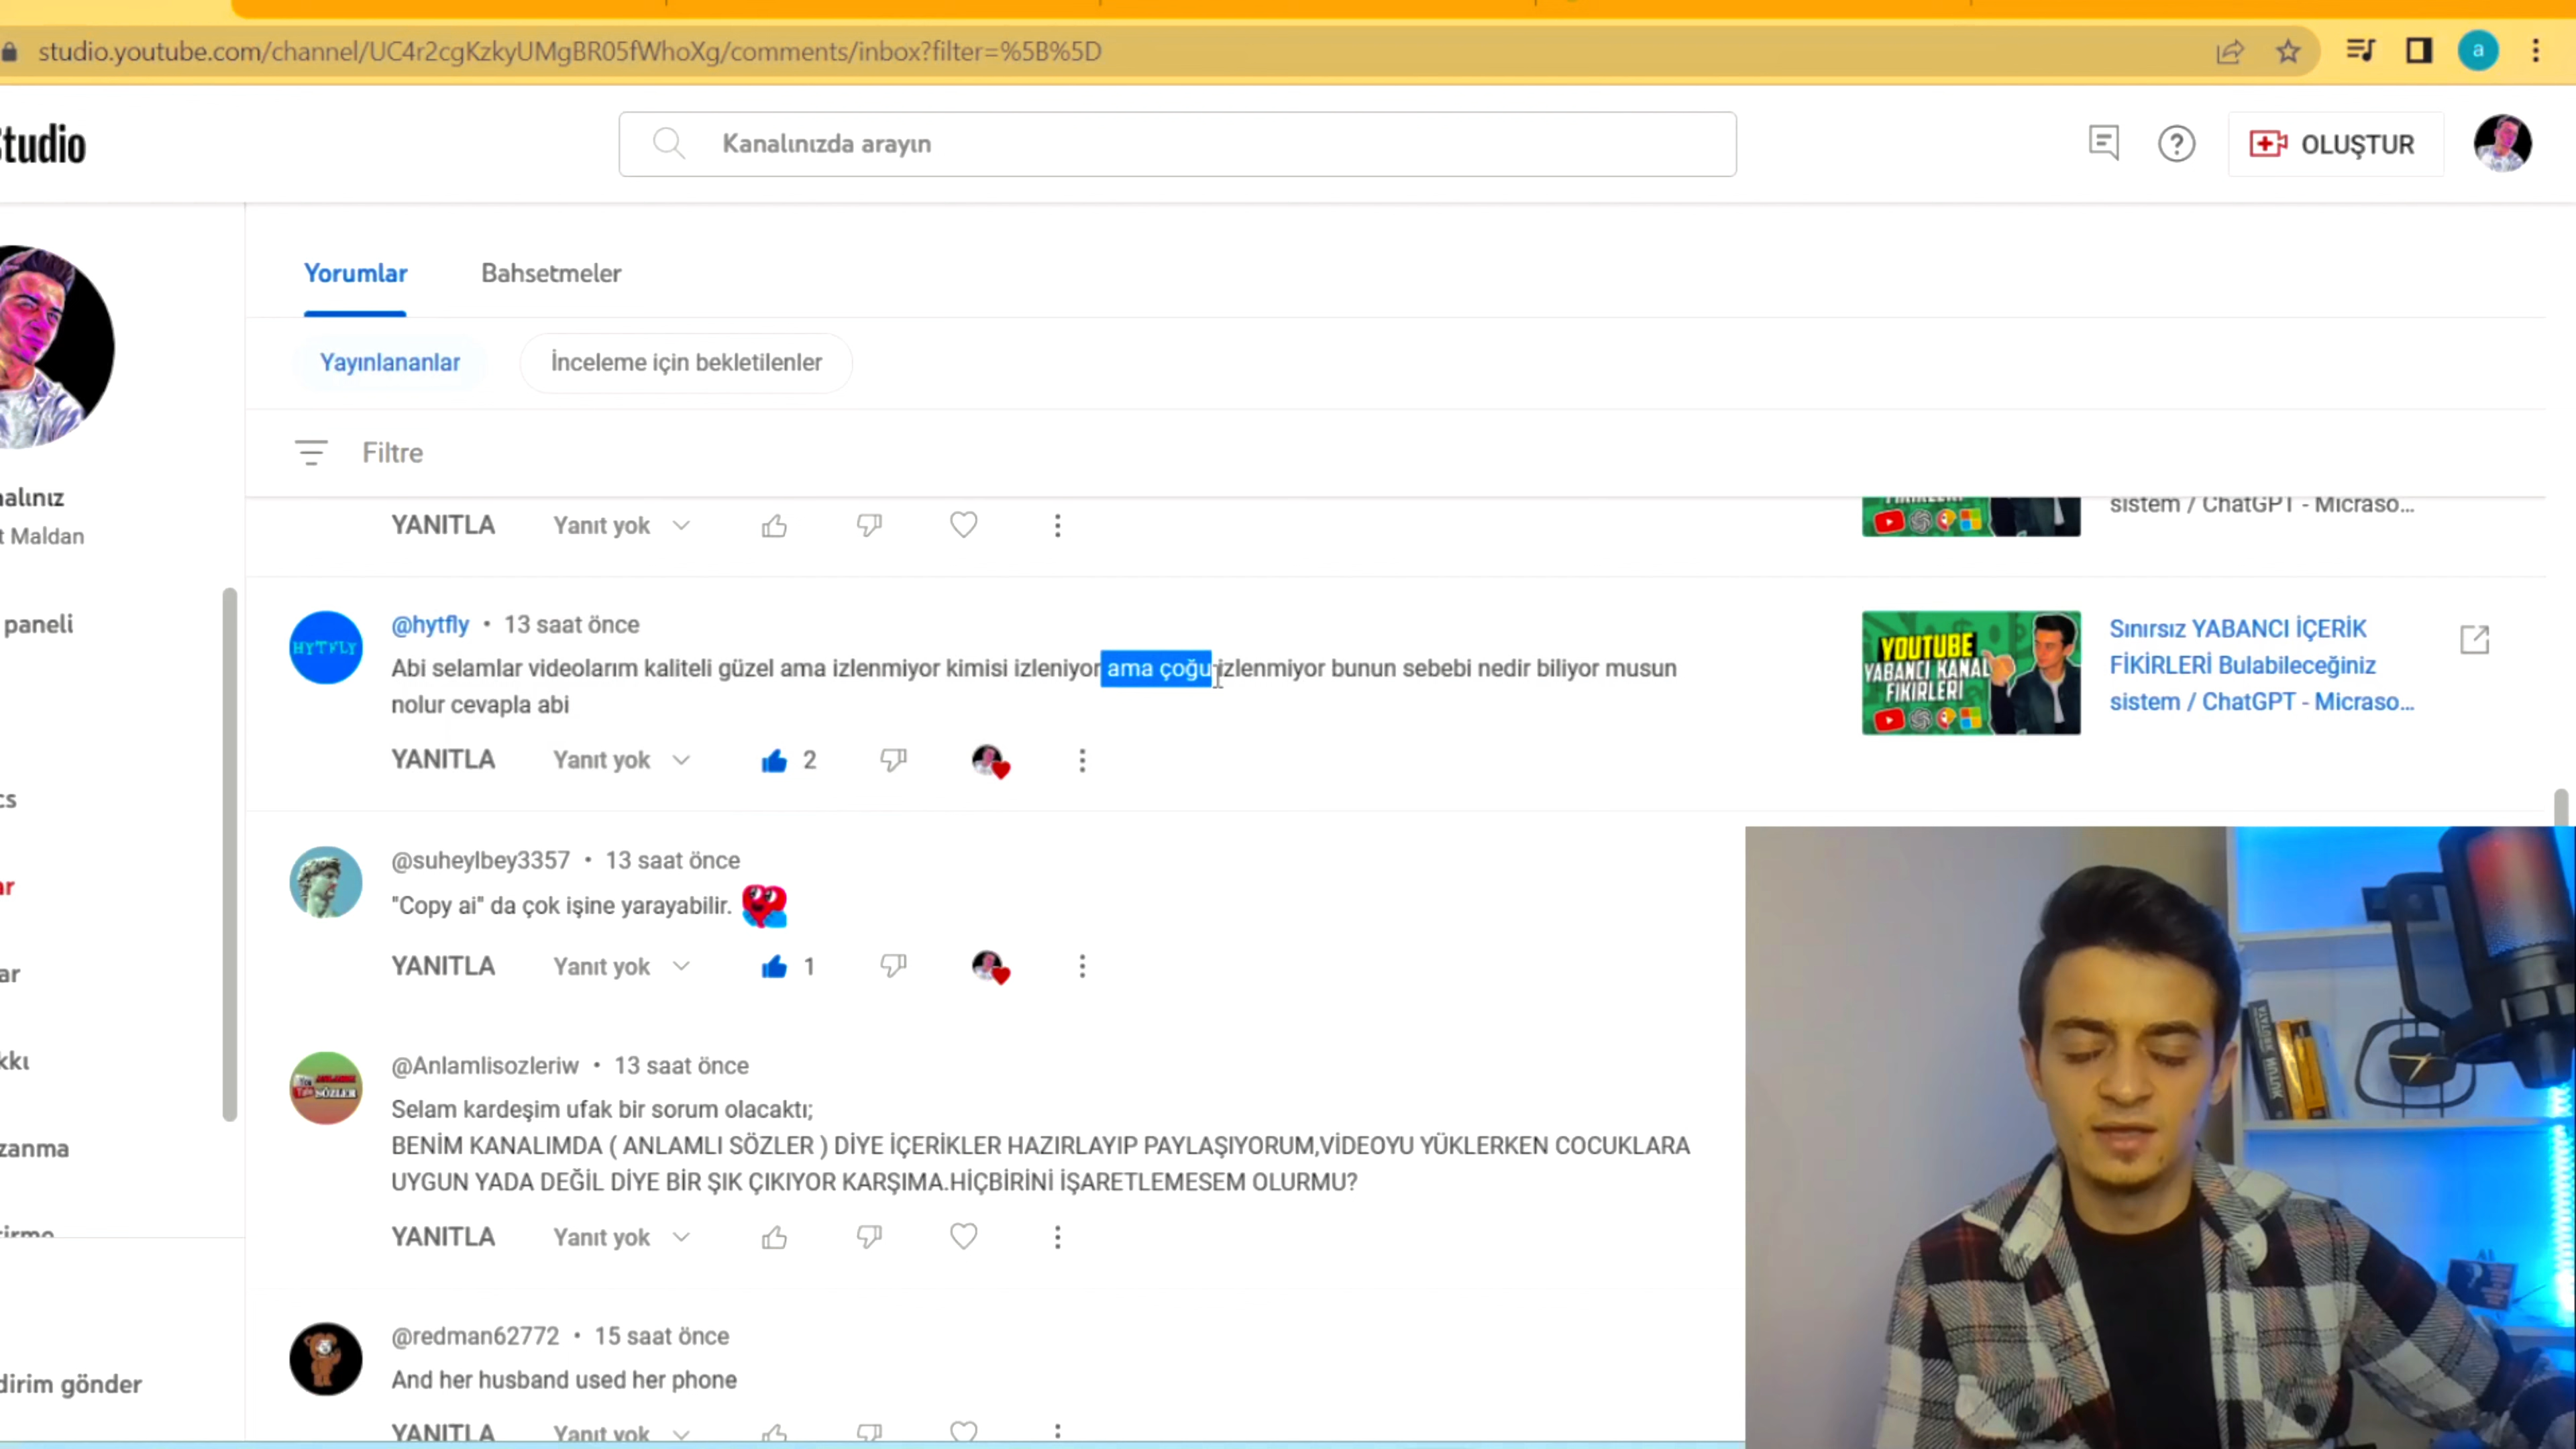 studio.youtube.com/channel/UC4r2cgKzkyUMgBR05fWhoXg/comments/inbox?filter=%5B%5D
a
Studio
Kanalınızda arayın
OLUŞTUR
Yorumlar
Bahsetmeler
Yayınlananlar
İnceleme için bekletilenler
Filtre
alınız
t Maldan
paneli
cs
ar
ar
kkı
zanma
tirme
dirim gönder
YANITLA Yanıt yok
sistem / ChatGPT - Micraso...
@hytfly • 13 saat önce
Abi selamlar videolarım kaliteli güzel ama izlenmiyor kimisi izleniyor ama çoğu izlenmiyor bunun sebebi nedir biliyor musun
nolur cevapla abi
YANITLA Yanıt yok 2
HYTFLY
YOUTUBE
YABANCI KANAL
FİKİRLERİ
Sınırsız YABANCI İÇERİK
FİKİRLERİ Bulabileceğiniz
sistem / ChatGPT - Micraso...
@suheylbey3357 • 13 saat önce
"Copy ai" da çok işine yarayabilir.
YANITLA Yanıt yok 1
@Anlamlisozleriw • 13 saat önce
SÖZLER
Selam kardeşim ufak bir sorum olacaktı;
BENİM KANALIMDA ( ANLAMLI SÖZLER ) DİYE İÇERİKLER HAZIRLAYIP PAYLAŞIYORUM,VİDEOYU YÜKLERKEN COCUKLARA
UYGUN YADA DEĞİL DİYE BİR ŞIK ÇIKIYOR KARŞIMA.HİÇBİRİNİ İŞARETLEMESEM OLURMU?
YANITLA Yanıt yok
@redman62772 • 15 saat önce
And her husband used her phone
YANITLA Yanıt yok